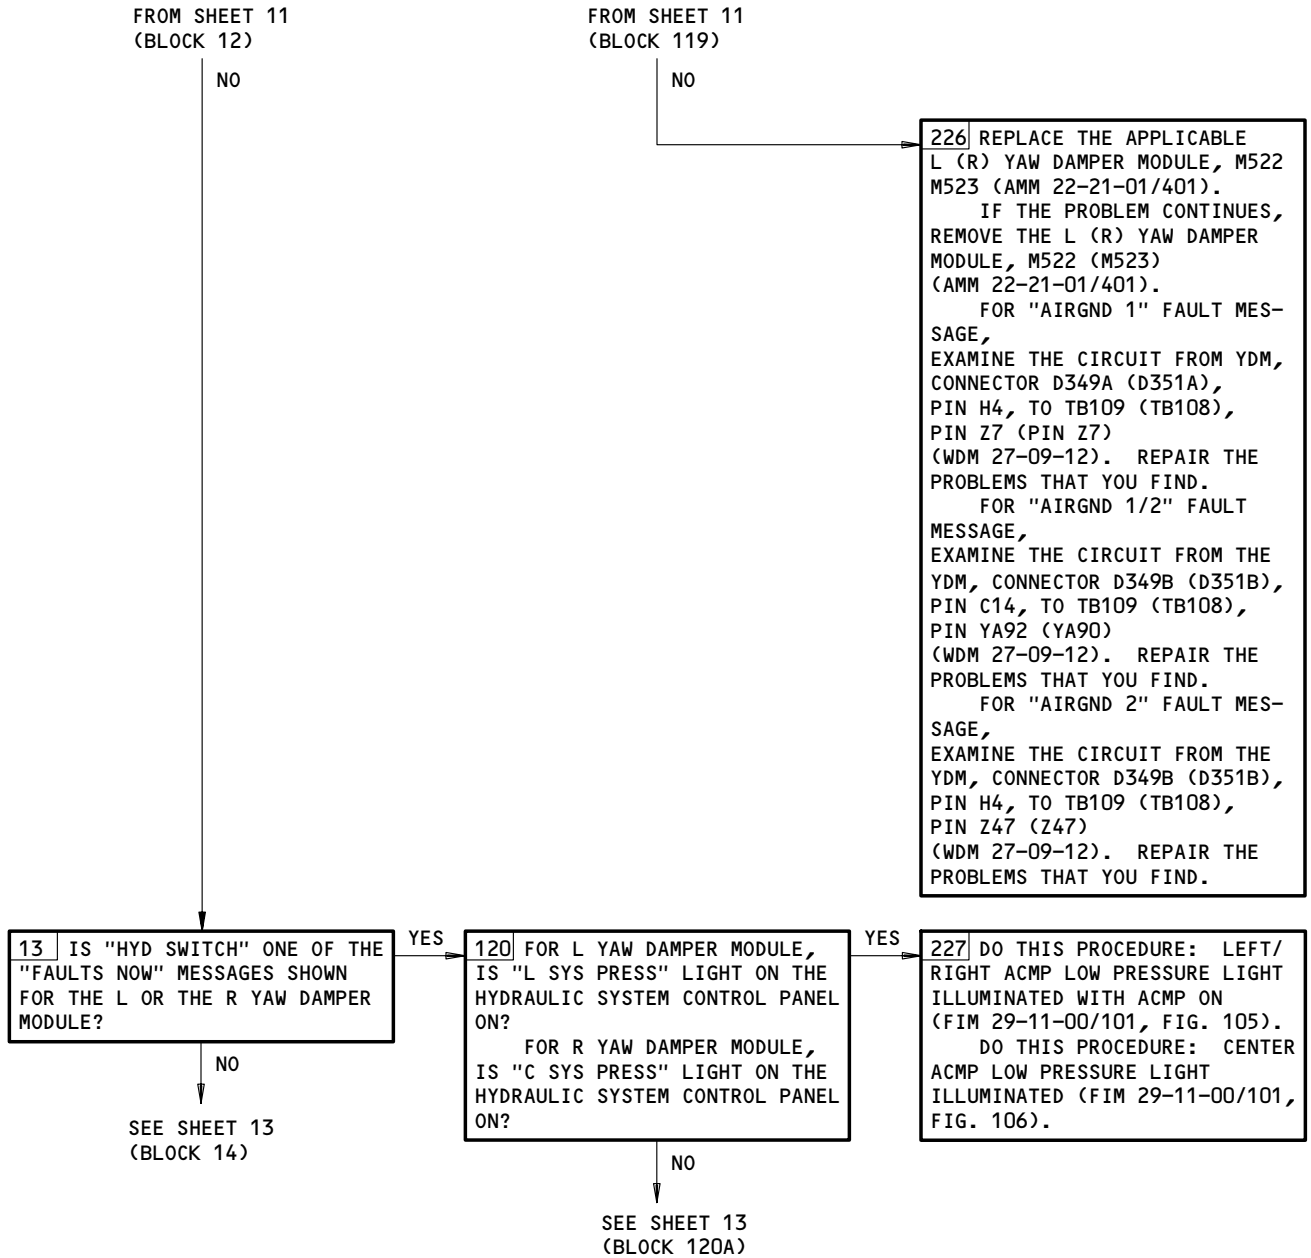 FROM SHEET 11
(BLOCK 12)
NO
FROM SHEET 11
(BLOCK 119)
NO
226 REPLACE THE APPLICABLE
L (R) YAW DAMPER MODULE, M522
M523 (AMM 22-21-01/401).
IF THE PROBLEM CONTINUES,
REMOVE THE L (R) YAW DAMPER
MODULE, M522 (M523)
(AMM 22-21-01/401).
FOR "AIRGND 1" FAULT MES-
SAGE,
EXAMINE THE CIRCUIT FROM YDM,
CONNECTOR D349A (D351A),
PIN H4, TO TB109 (TB108),
PIN Z7 (PIN Z7)
(WDM 27-09-12). REPAIR THE
PROBLEMS THAT YOU FIND.
FOR "AIRGND 1/2" FAULT
MESSAGE,
EXAMINE THE CIRCUIT FROM THE
YDM, CONNECTOR D349B (D351B),
PIN C14, TO TB109 (TB108),
PIN YA92 (YA90)
(WDM 27-09-12). REPAIR THE
PROBLEMS THAT YOU FIND.
FOR "AIRGND 2" FAULT MES-
SAGE,
EXAMINE THE CIRCUIT FROM THE
YDM, CONNECTOR D349B (D351B),
PIN H4, TO TB109 (TB108),
PIN Z47 (Z47)
(WDM 27-09-12). REPAIR THE
PROBLEMS THAT YOU FIND.
13 IS "HYD SWITCH" ONE OF THE
"FAULTS NOW" MESSAGES SHOWN
FOR THE L OR THE R YAW DAMPER
MODULE?
YES
NO
SEE SHEET 13
(BLOCK 14)
120 FOR L YAW DAMPER MODULE,
IS "L SYS PRESS" LIGHT ON THE
HYDRAULIC SYSTEM CONTROL PANEL
ON?
FOR R YAW DAMPER MODULE,
IS "C SYS PRESS" LIGHT ON THE
HYDRAULIC SYSTEM CONTROL PANEL
ON?
YES
NO
SEE SHEET 13
(BLOCK 120A)
227 DO THIS PROCEDURE: LEFT/
RIGHT ACMP LOW PRESSURE LIGHT
ILLUMINATED WITH ACMP ON
(FIM 29-11-00/101, FIG. 105).
DO THIS PROCEDURE: CENTER
ACMP LOW PRESSURE LIGHT
ILLUMINATED (FIM 29-11-00/101,
FIG. 106).